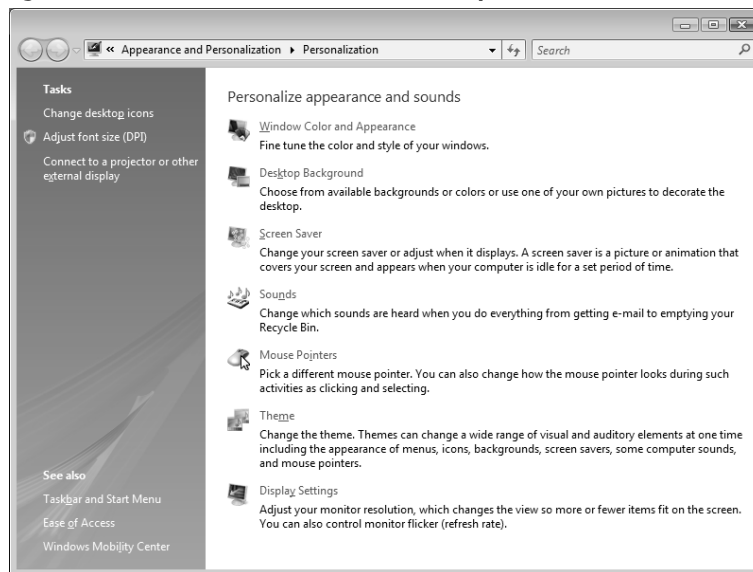 « Appearance and Personalization ▸ Personalization
Search
Tasks
Change desktop icons
Adjust font size (DPI)
Connect to a projector or other
external display
See also
Taskbar and Start Menu
Ease of Access
Windows Mobility Center
Personalize appearance and sounds
Window Color and Appearance
Fine tune the color and style of your windows.
Desktop Background
Choose from available backgrounds or colors or use one of your own pictures to decorate the
desktop.
Screen Saver
Change your screen saver or adjust when it displays. A screen saver is a picture or animation that
covers your screen and appears when your computer is idle for a set period of time.
Sounds
Change which sounds are heard when you do everything from getting e-mail to emptying your
Recycle Bin.
Mouse Pointers
Pick a different mouse pointer. You can also change how the mouse pointer looks during such
activities as clicking and selecting.
Theme
Change the theme. Themes can change a wide range of visual and auditory elements at one time
including the appearance of menus, icons, backgrounds, screen savers, some computer sounds,
and mouse pointers.
Display Settings
Adjust your monitor resolution, which changes the view so more or fewer items fit on the screen.
You can also control monitor flicker (refresh rate).